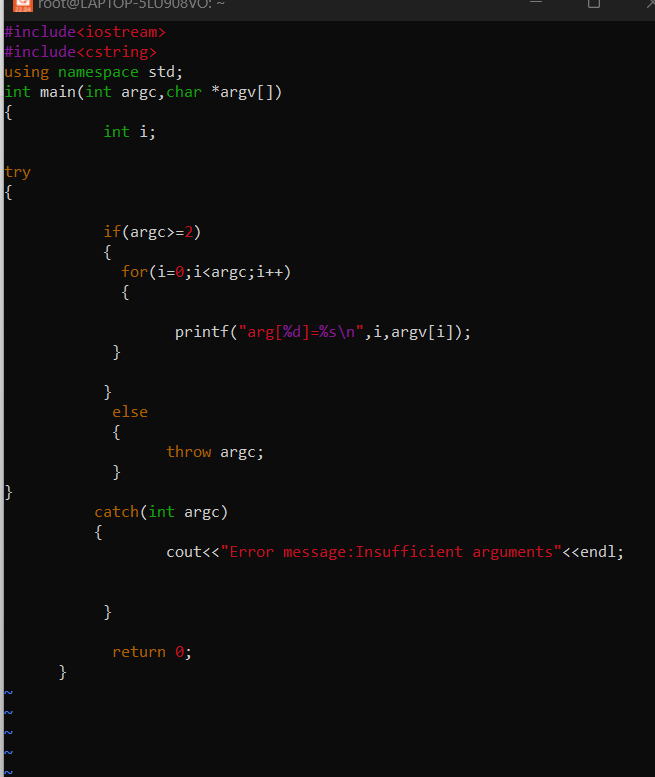 root@LAPTOP-5LU908VO: ~
#include<iostream>
#include<cstring>
using namespace std;
int main(int argc,char *argv[])
{
int i;
try
{
if(argc>=2)
{
for(i=0;i<argc;i++)
{
printf("arg[%d]=%s\n",i,argv[i]);
}
}
else
{
throw argc;
}
}
catch(int argc)
{
cout<<"Error message:Insufficient arguments"<<endl;
}
return 0;
}
~
~
~
~
~